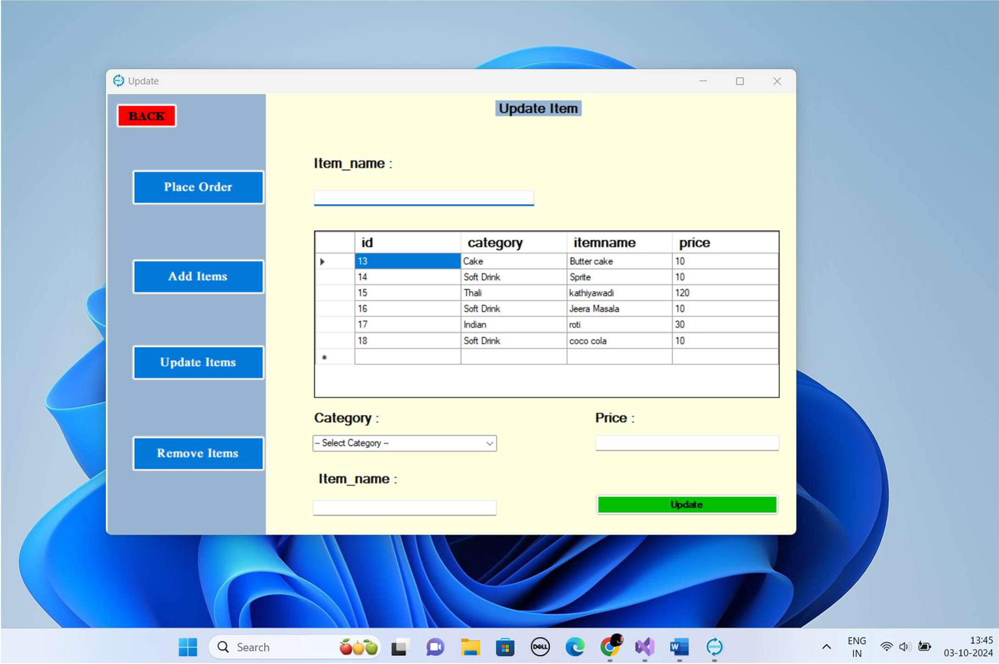 Update
BACK
Update Item
Item_name :
Place Order
Add Items
Update Items
Remove Items
id category itemname price
13 Cake Butter cake 10
14 Soft Drink Sprite 10
15 Thali kathiyawadi 120
16 Soft Drink Jeera Masala 10
17 Indian roti 30
18 Soft Drink coco cola 10
Category : Price :
-- Select Category --
Item_name :
Update
Search
DELL
W
UPDATE
ENG
IN
13:45
03-10-2024